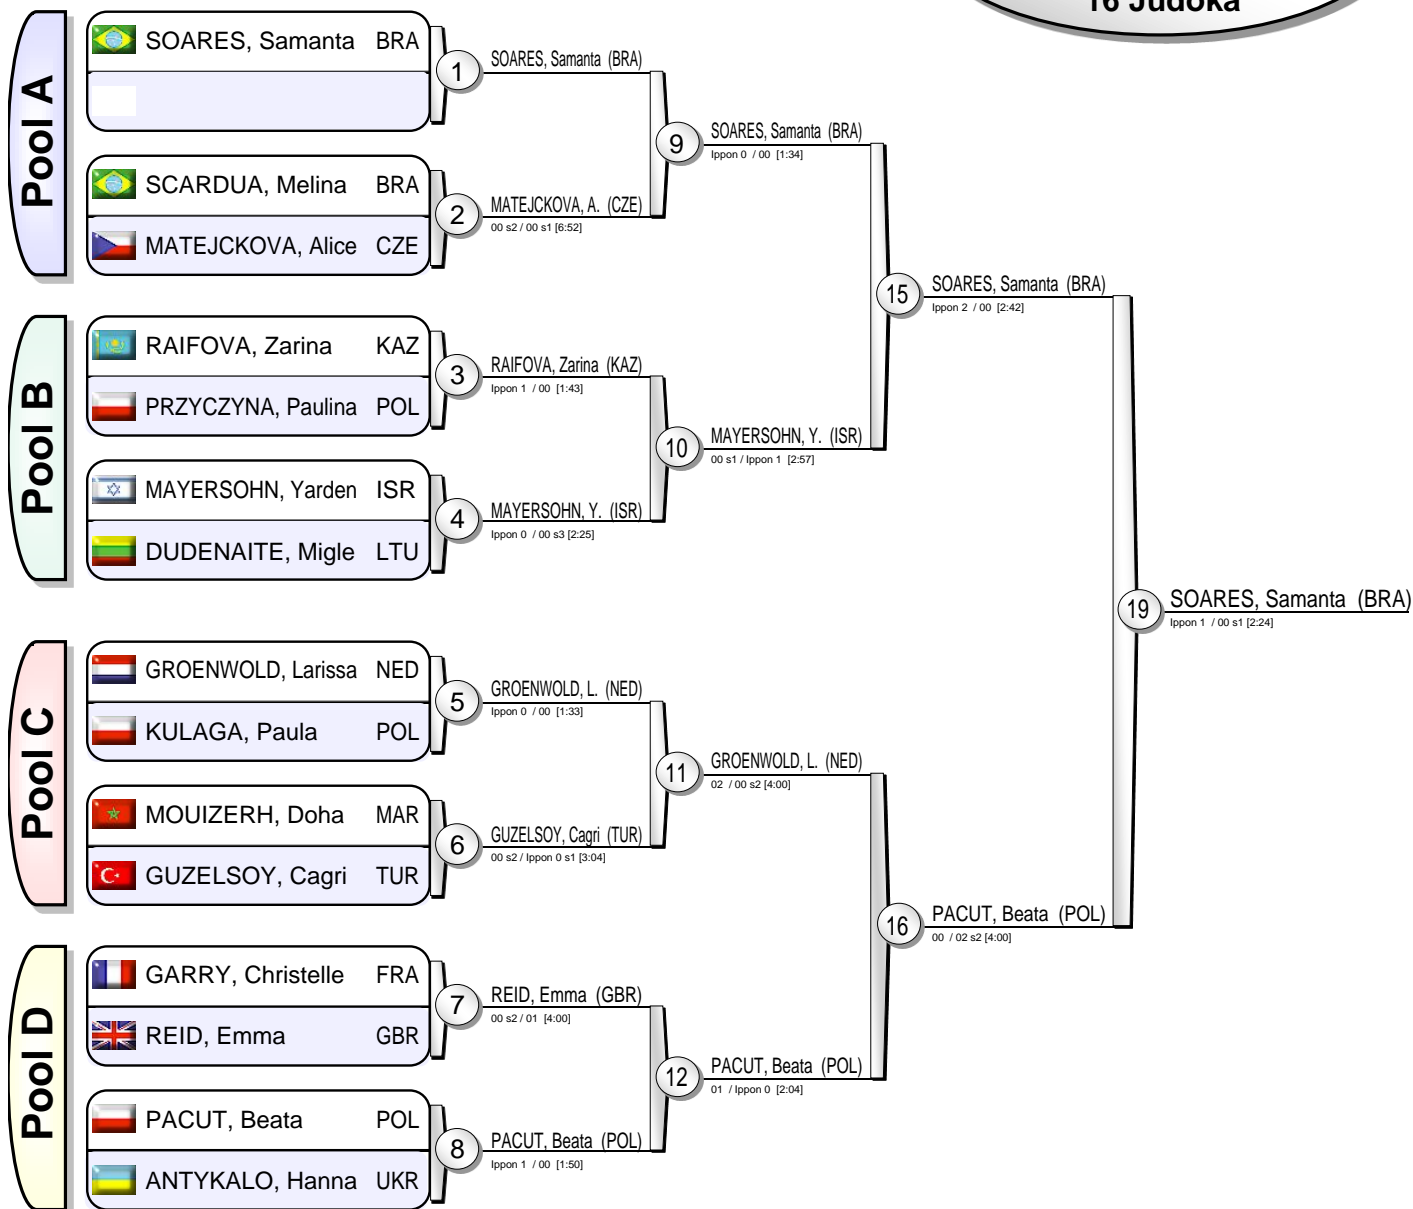 16 Judoka
Pool A
SOARES, Samanta BRA
1
SOARES, Samanta (BRA)
SCARDUA, Melina BRA
MATEJCKOVA, Alice CZE
2
MATEJCKOVA, A. (CZE)
00 s2 / 00 s1 [6:52]
9
SOARES, Samanta (BRA)
Ippon 0 / 00 [1:34]
Pool B
RAIFOVA, Zarina KAZ
PRZYCZYNA, Paulina POL
3
RAIFOVA, Zarina (KAZ)
Ippon 1 / 00 [1:43]
MAYERSOHN, Yarden ISR
DUDENAITE, Migle LTU
4
MAYERSOHN, Y. (ISR)
Ippon 0 / 00 s3 [2:25]
10
MAYERSOHN, Y. (ISR)
00 s1 / Ippon 1 [2:57]
15
SOARES, Samanta (BRA)
Ippon 2 / 00 [2:42]
19
SOARES, Samanta (BRA)
Ippon 1 / 00 s1 [2:24]
Pool C
GROENWOLD, Larissa NED
KULAGA, Paula POL
5
GROENWOLD, L. (NED)
Ippon 0 / 00 [1:33]
MOUIZERH, Doha MAR
GUZELSOY, Cagri TUR
6
GUZELSOY, Cagri (TUR)
00 s2 / Ippon 0 s1 [3:04]
11
GROENWOLD, L. (NED)
02 / 00 s2 [4:00]
Pool D
GARRY, Christelle FRA
REID, Emma GBR
7
REID, Emma (GBR)
00 s2 / 01 [4:00]
PACUT, Beata POL
ANTYKALO, Hanna UKR
8
PACUT, Beata (POL)
Ippon 1 / 00 [1:50]
12
PACUT, Beata (POL)
01 / Ippon 0 [2:04]
16
PACUT, Beata (POL)
00 / 02 s2 [4:00]